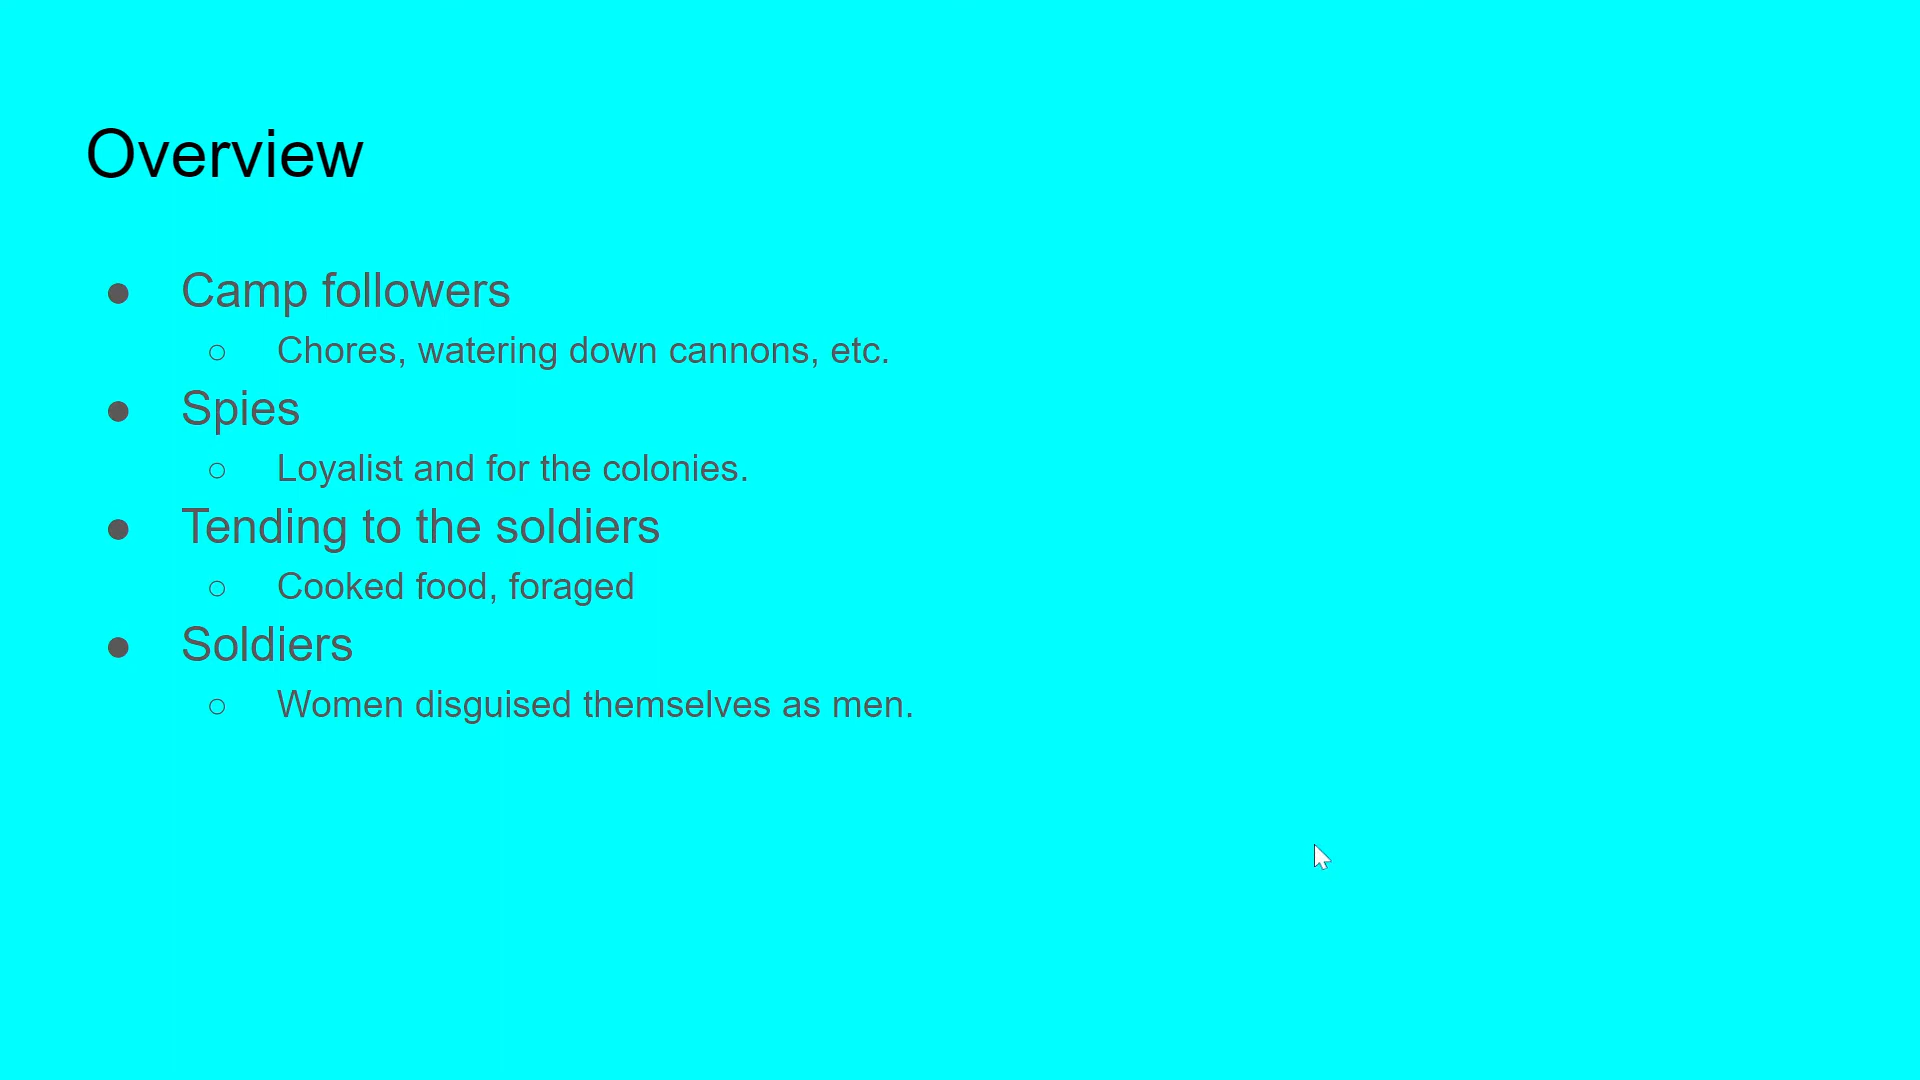 Overview
● Camp followers
○ Chores, watering down cannons, etc.
● Spies
○ Loyalist and for the colonies.
● Tending to the soldiers
○ Cooked food, foraged
● Soldiers
○ Women disguised themselves as men.